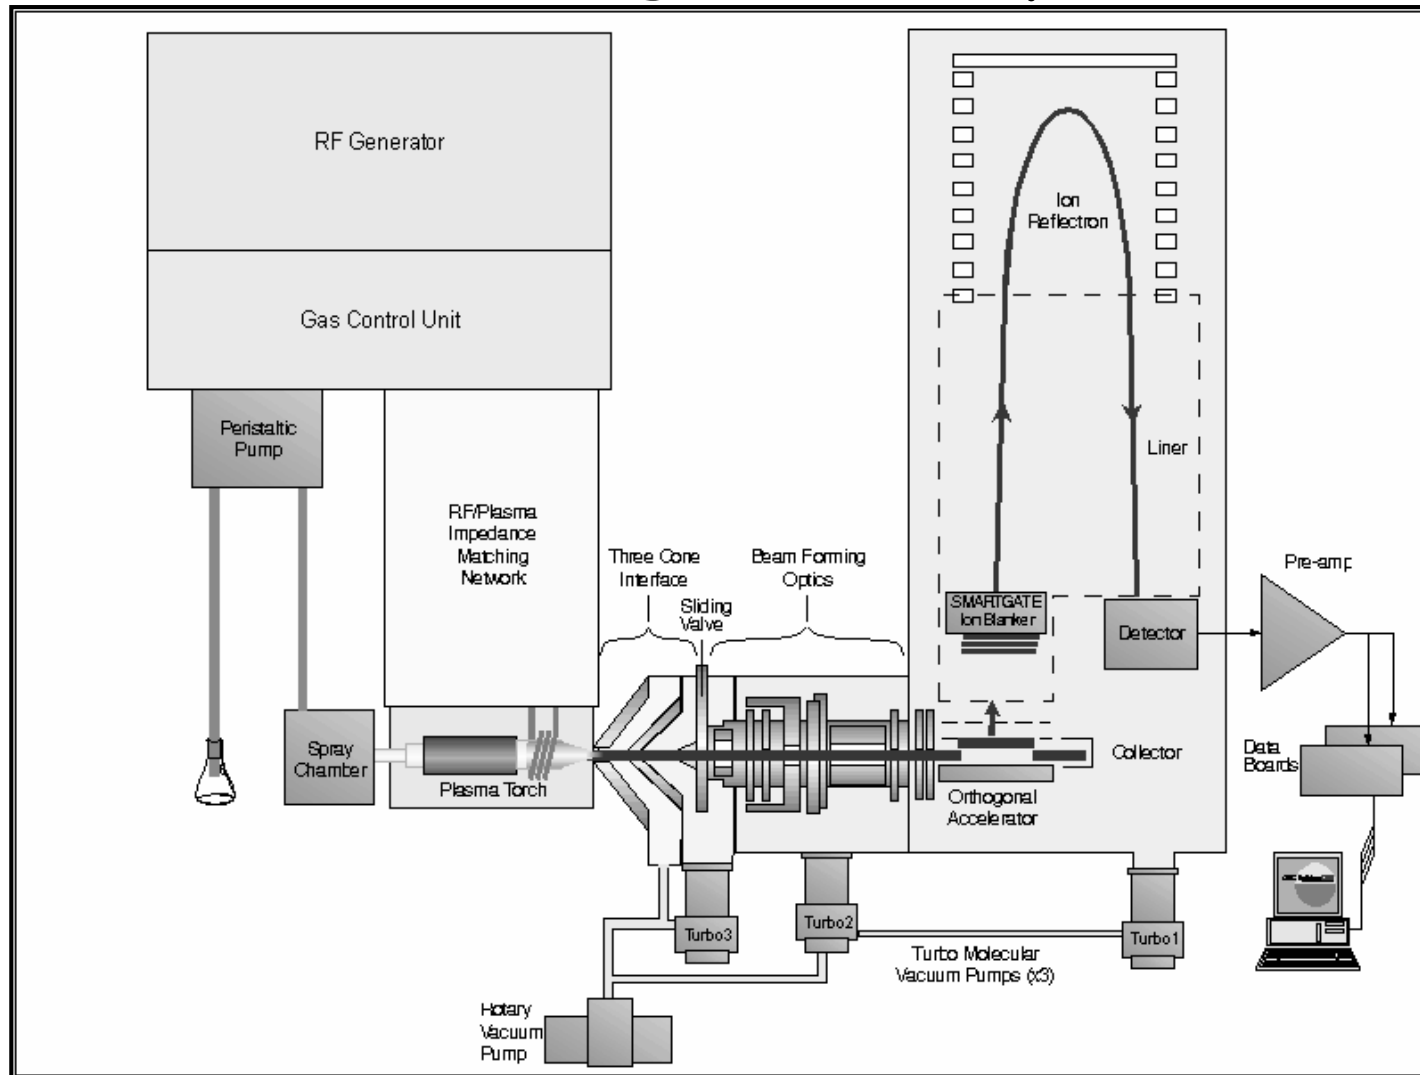 RF Generator
Gas Control Unit
Peristaltic
Pump
RF/Plasma
Impedance
Matching
Network
Three Cone
Interface
Sliding
Valve
Beam Forming
Optics
Ion
Reflectron
Liner
SMARTGATE
Ion Blanker
Detector
Pre-amp
Spray
Chamber
Plasma Torch
Orthogonal
Accelerator
Collector
Data
Boards
Turbo3
Turbo2
Turbo1
Turbo Molecular
Vacuum Pumps (x3)
Rotary
Vacuum
Pump